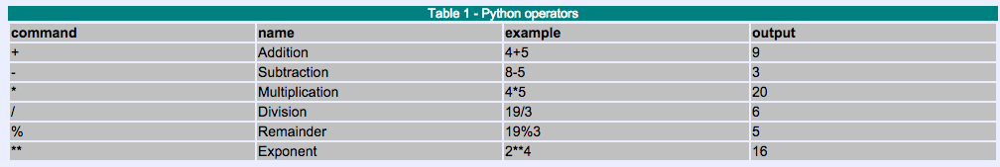 Table 1 - Python operators
command name example output
+ Addition 4+5 9
- Subtraction 8-5 3
* Multiplication 4*5 20
/ Division 19/3 6
% Remainder 19%3 5
** Exponent 2**4 16